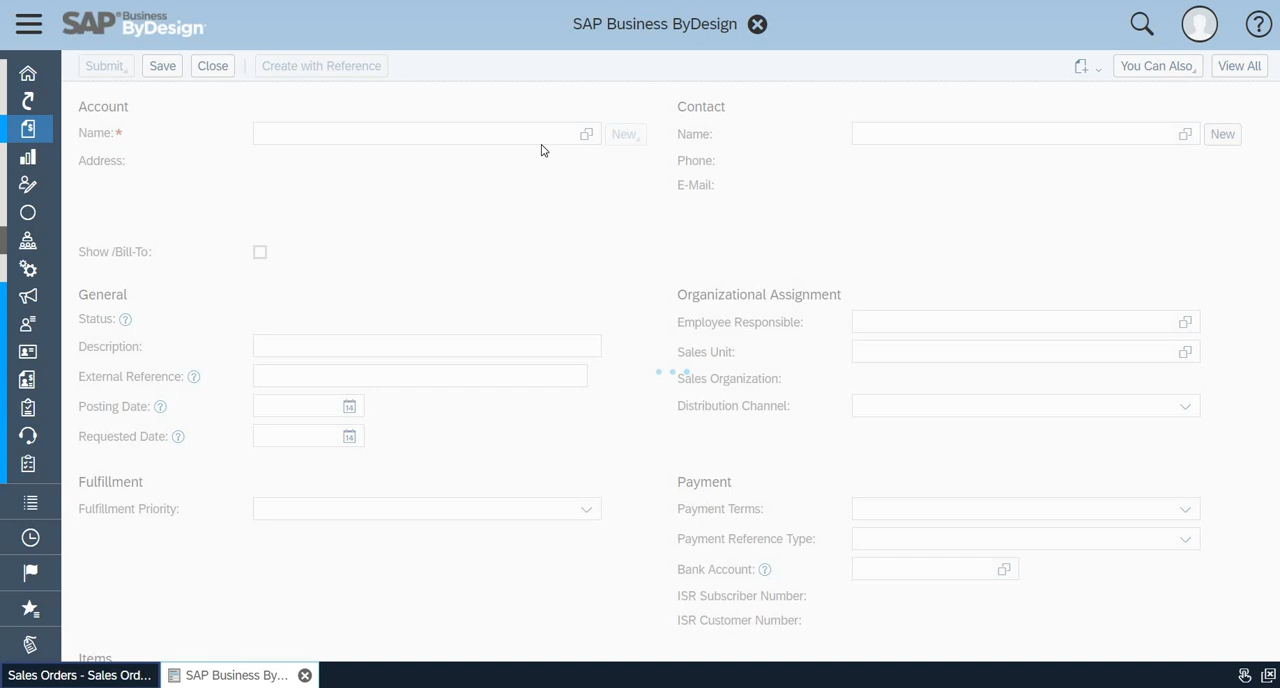 SAP Business ByDesign
SAP Business ByDesign
Submit Save Close Create with Reference You Can Also View All
Account
Name:* New
Address:
Show /Bill-To:
Contact
Name: New
Phone:
E-Mail:
General
Status: ?
Description:
External Reference: ?
Posting Date: ? 14
Requested Date: ? 14
Organizational Assignment
Employee Responsible:
Sales Unit:
Sales Organization:
Distribution Channel:
Fulfillment
Fulfillment Priority:
Payment
Payment Terms:
Payment Reference Type:
Bank Account: ?
ISR Subscriber Number:
ISR Customer Number:
Items
Sales Orders - Sales Ord... SAP Business By...